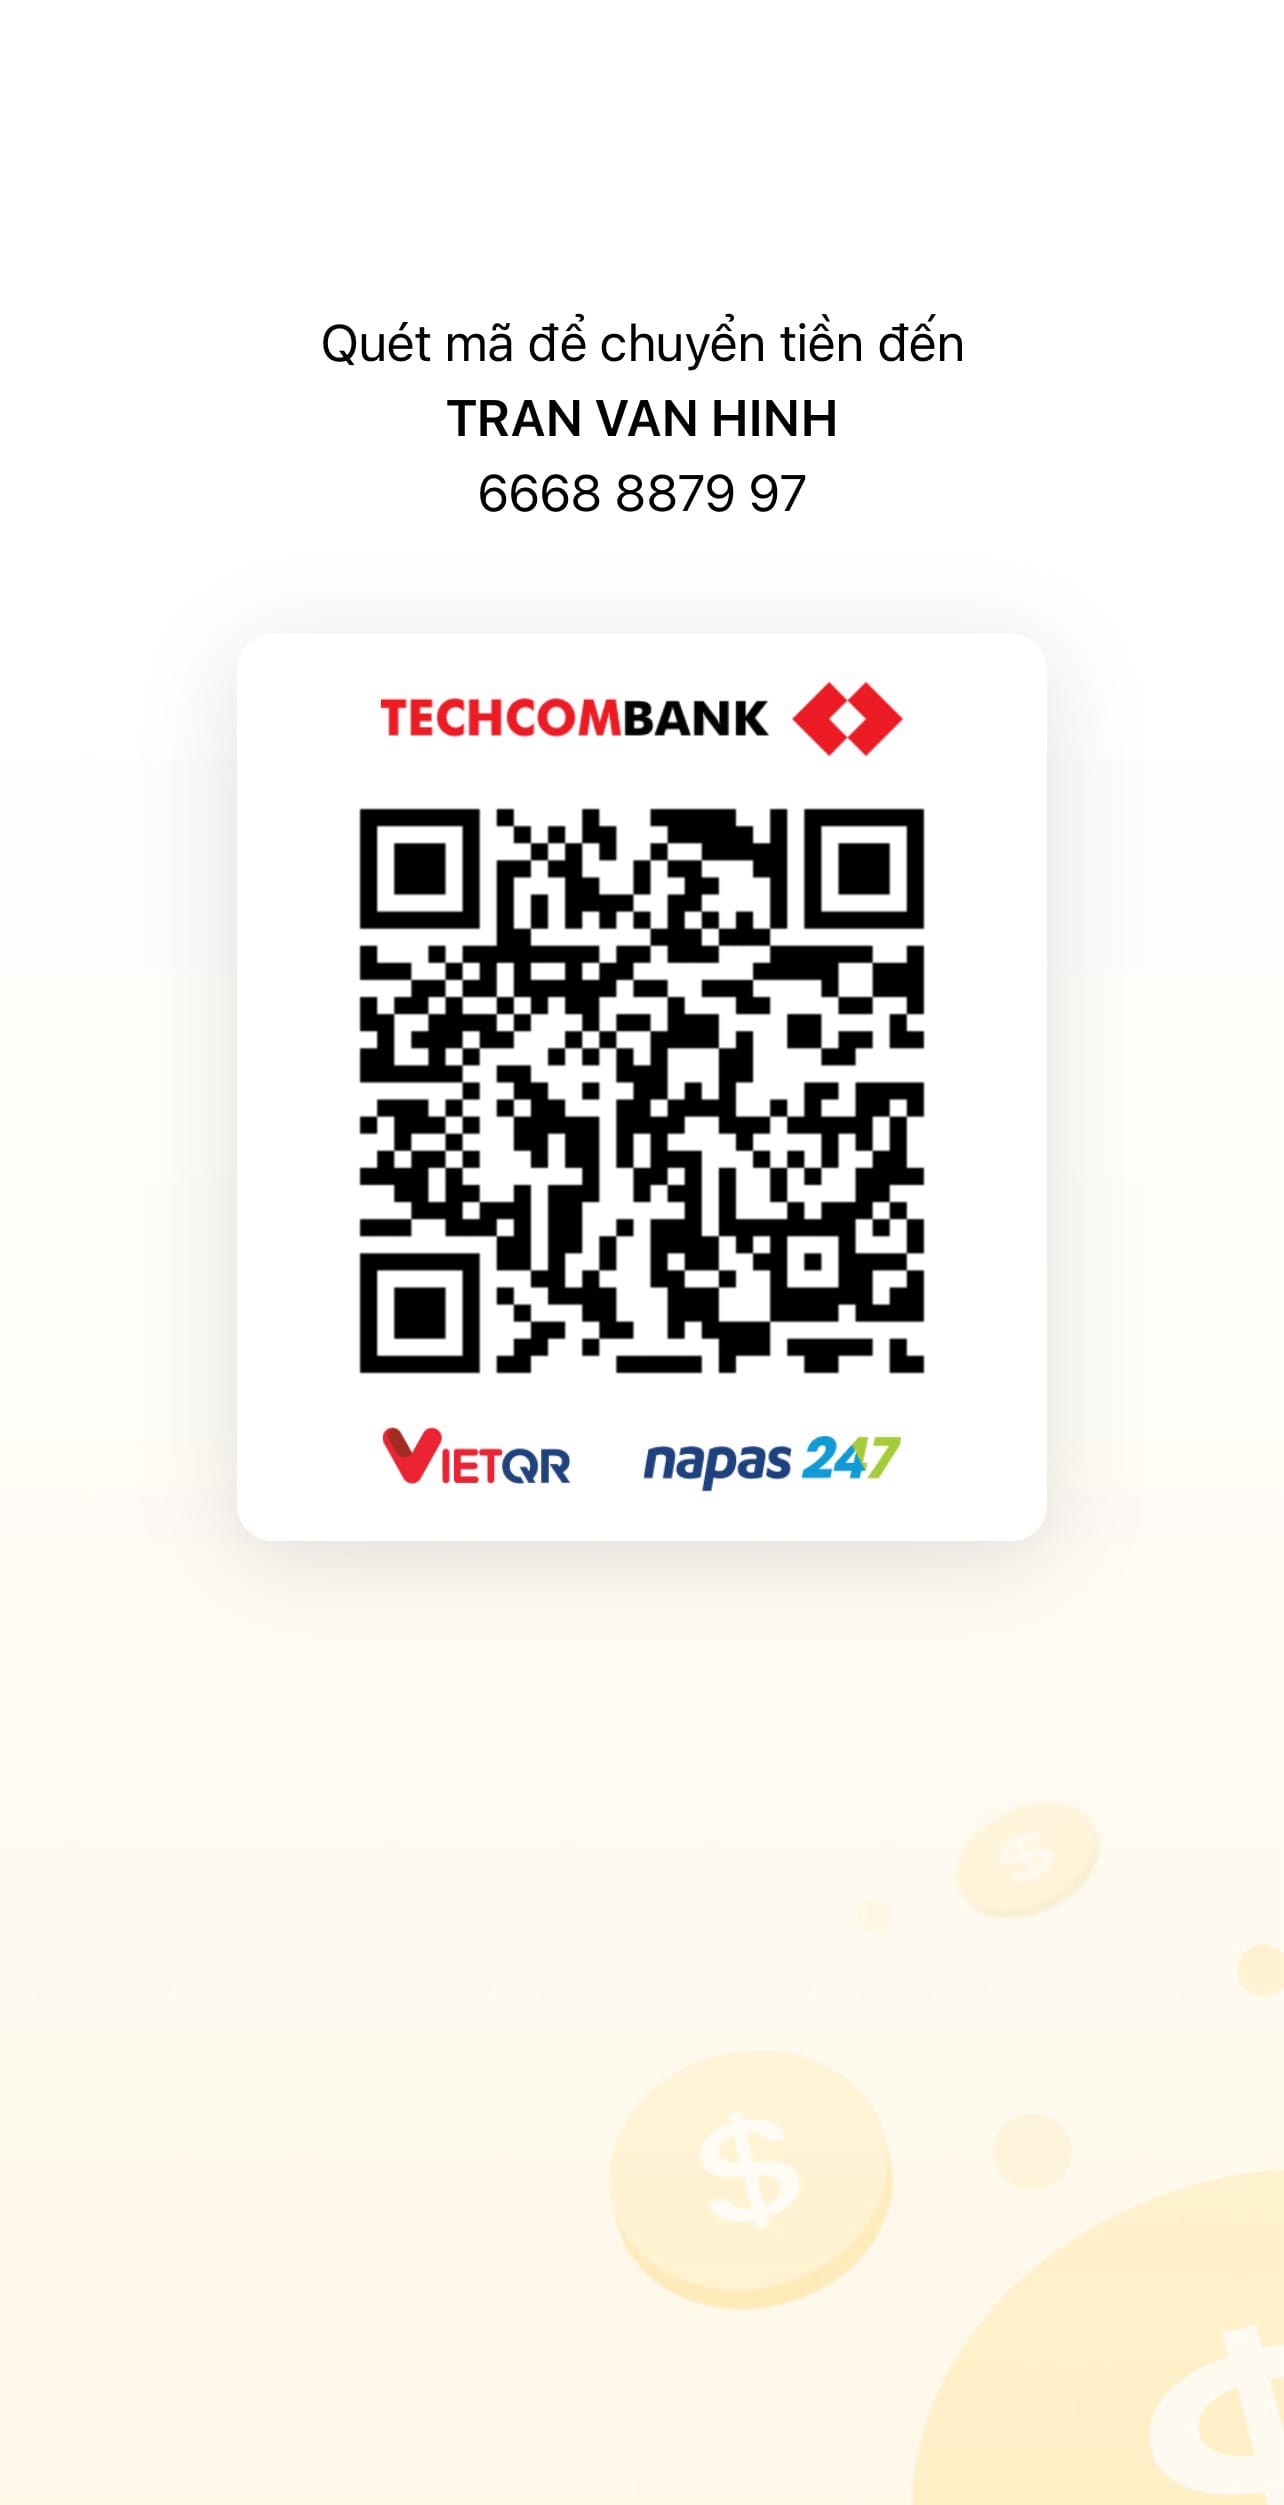 Quét mã để chuyển tiền đến
TRAN VAN HINH
6668 8879 97
TECHCOMBANK
VIETQR
napas 247
$
$
$